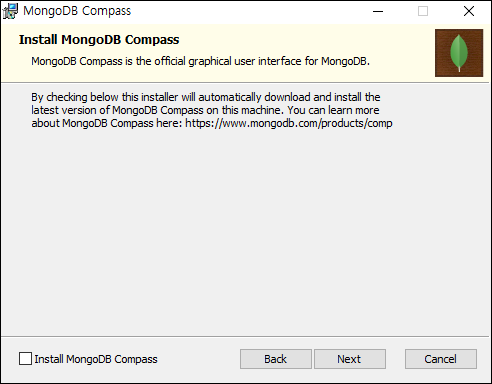 MongoDB Compass
Install MongoDB Compass
MongoDB Compass is the official graphical user interface for MongoDB.
By checking below this installer will automatically download and install the
latest version of MongoDB Compass on this machine. You can learn more
about MongoDB Compass here: https://www.mongodb.com/products/comp
Install MongoDB Compass
Back
Next
Cancel